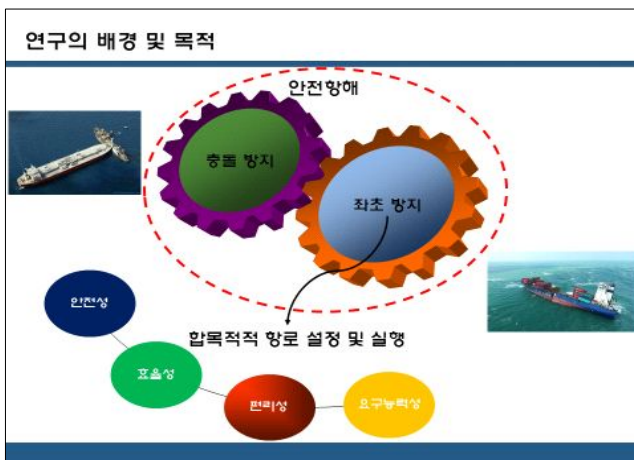 연구의 배경 및 목적
안전항해
충돌 방지
좌초 방지
합목적적 항로 설정 및 실행
안전성
효율성
편리성
요구능력성